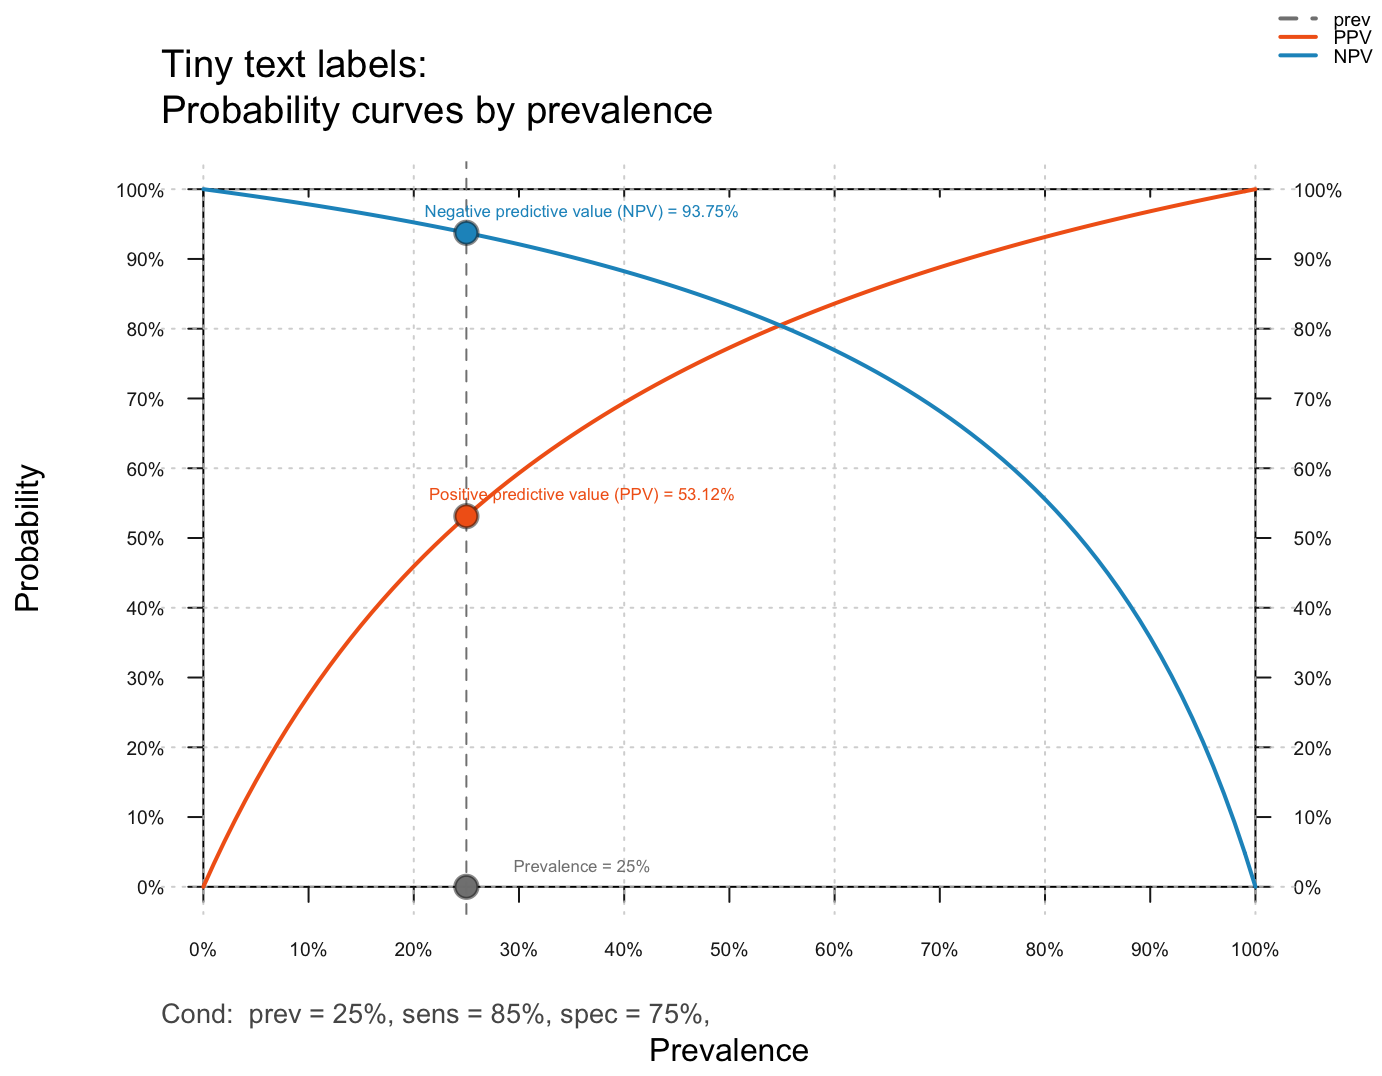 prev
PPV
NPV
Tiny text labels:
Probability curves by prevalence
100% 100%
Negative predictive value (NPV) = 93.75%
90% 90%
80% 80%
70% 70%
60% 60%
Positive predictive value (PPV) = 53.12%
50% 50%
Probability
40% 40%
30% 30%
20% 20%
10% 10%
Prevalence = 25%
0% 0%
0% 10% 20% 30% 40% 50% 60% 70% 80% 90% 100%
Cond:  prev = 25%, sens = 85%, spec = 75%,
Prevalence